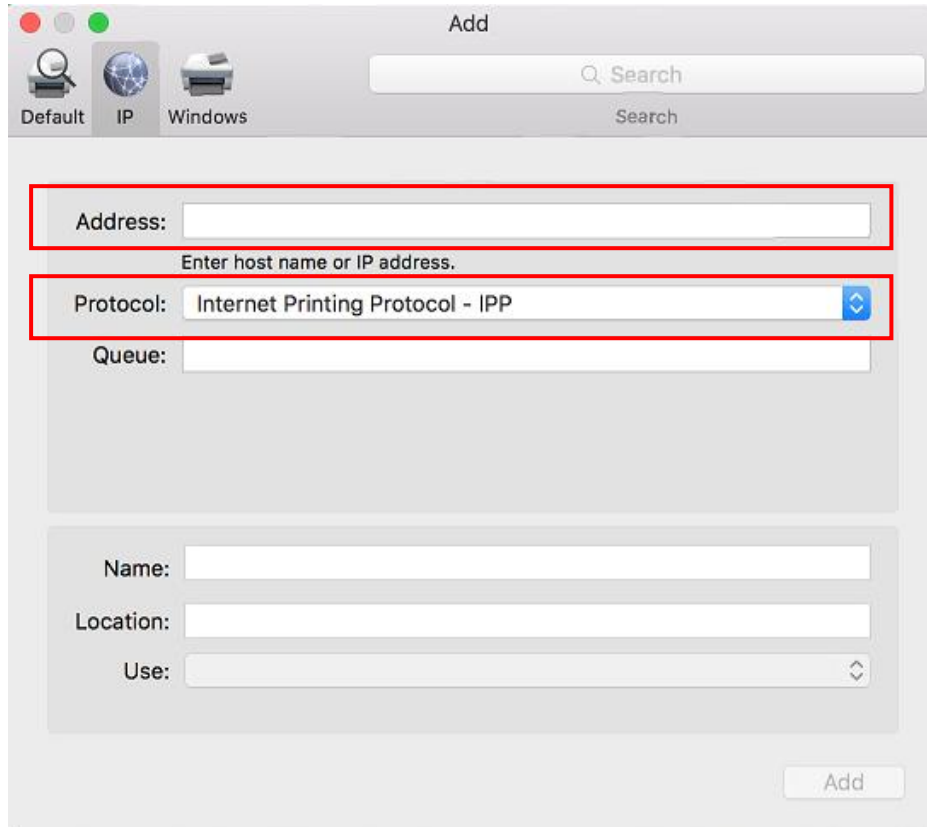 Add
Search
Default IP Windows Search
Address:
Enter host name or IP address.
Protocol: Internet Printing Protocol - IPP
Queue:
Name:
Location:
Use:
Add